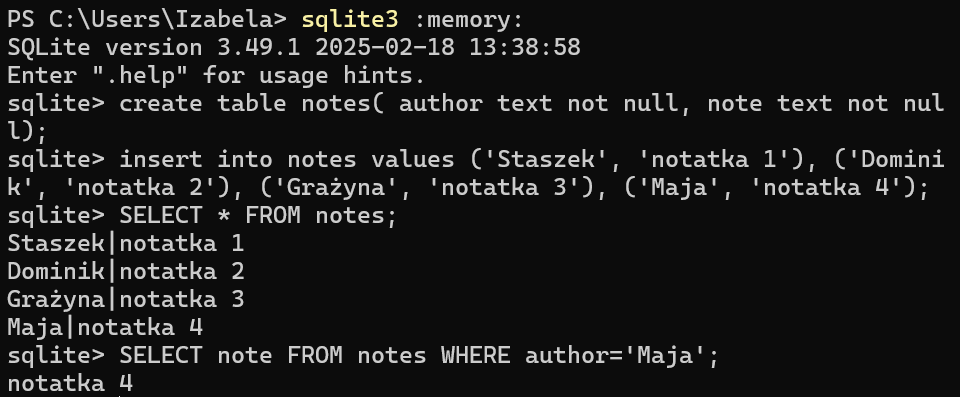 PS C:\Users\Izabela> sqlite3 :memory:
SQLite version 3.49.1 2025-02-18 13:38:58
Enter ".help" for usage hints.
sqlite> create table notes( author text not null, note text not nul
l);
sqlite> insert into notes values ('Staszek', 'notatka 1'), ('Domini
k', 'notatka 2'), ('Grażyna', 'notatka 3'), ('Maja', 'notatka 4');
sqlite> SELECT * FROM notes;
Staszek|notatka 1
Dominik|notatka 2
Grażyna|notatka 3
Maja|notatka 4
sqlite> SELECT note FROM notes WHERE author='Maja';
notatka 4